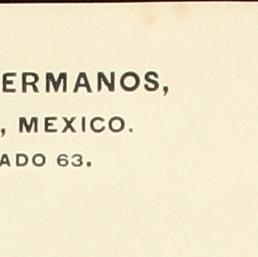 ERMANOS,
, MEXICO.
ADO 63.